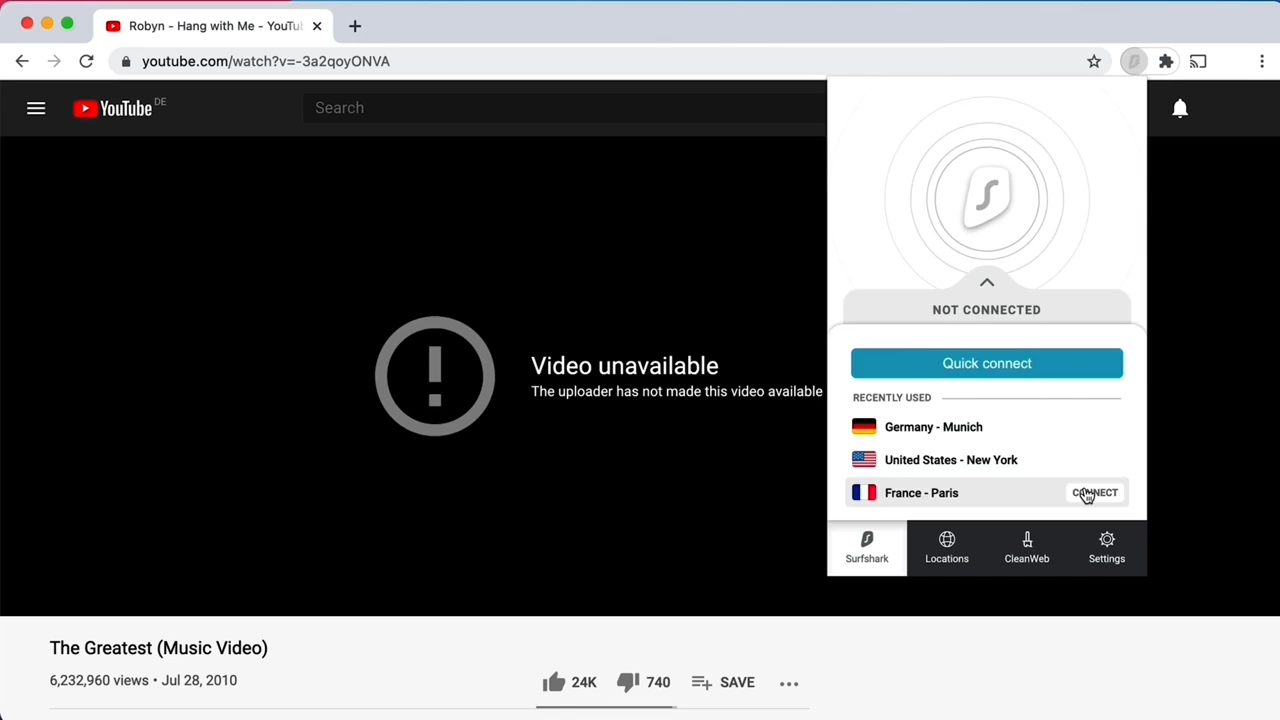 Robyn - Hang with Me - YouTu
youtube.com/watch?v=-3a2qoyONVA
YouTube DE
Search
NOT CONNECTED
Video unavailable
The uploader has not made this video available
Quick connect
RECENTLY USED
Germany - Munich
United States - New York
France - Paris
CONNECT
Surfshark
Locations
CleanWeb
Settings
The Greatest (Music Video)
6,232,960 views • Jul 28, 2010
24K
740
SAVE